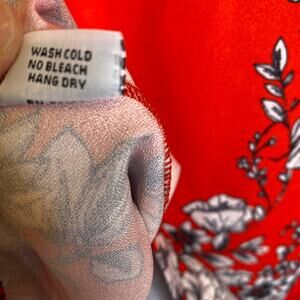 WASH COLD
NO BLEACH
HANG DRY